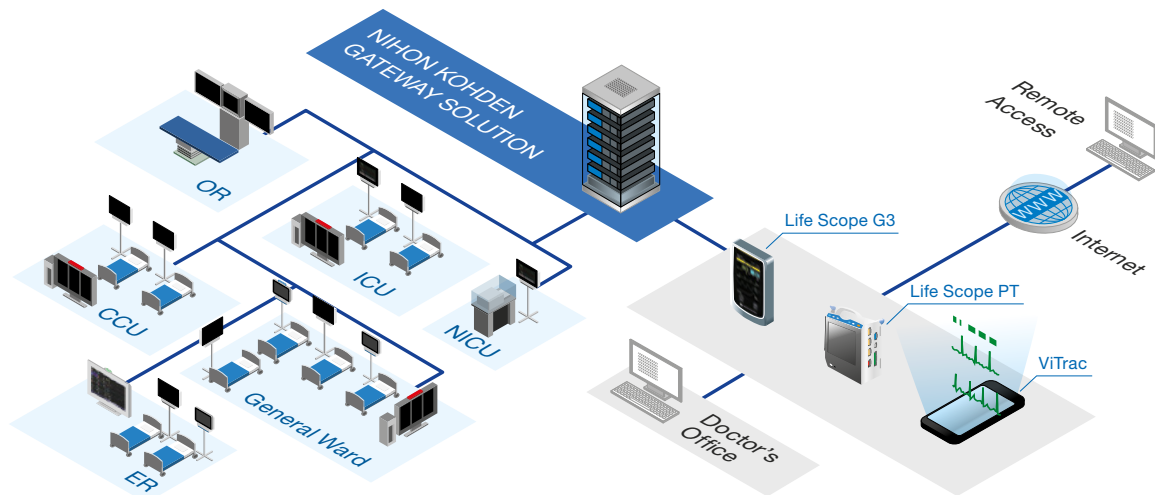 NIHON KOHDEN
GATEWAY SOLUTION
OR
ICU
CCU
NICU
General Ward
ER
Life Scope G3
Life Scope PT
ViTrac
Doctor's
Office
Remote
Access
WWW
Internet